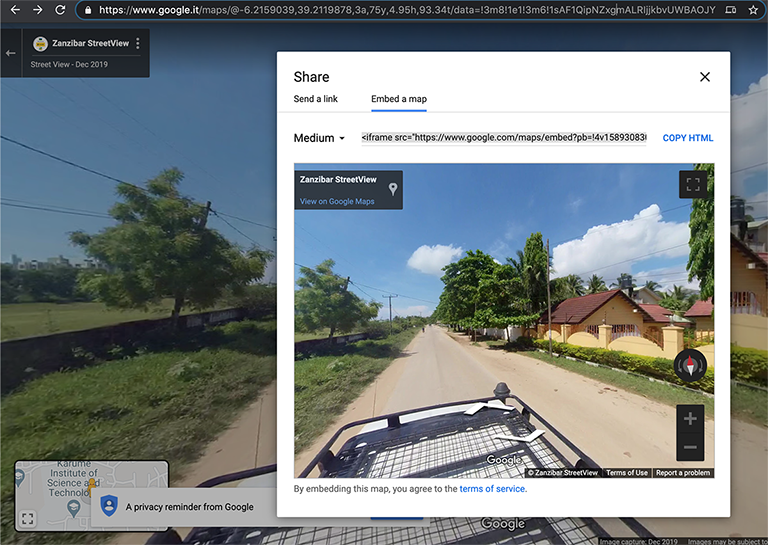 https://www.google.it/maps/@-6.2159039,39.2119878,3a,75y,4.95h,93.34t/data=!3m8!1e1!3m6!1sAF1QipNZxgmALRIjjkbvUWBAOJY
Zanzibar StreetView
Street View - Dec 2019
Share
Send a link
Embed a map
Medium
<iframe src="https://www.google.com/maps/embed?pb=!4v158930830
COPY HTML
Zanzibar StreetView
View on Google Maps
Google
© Zanzibar StreetView
Terms of Use
Report a problem
By embedding this map, you agree to the terms of service.
Karume
Institute of
Science and
Technology
A privacy reminder from Google
Google
Image capture: Dec 2019
Images may be subject to